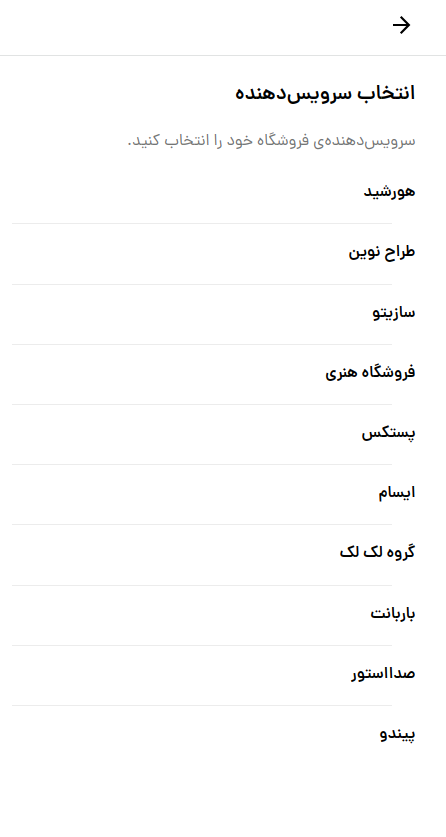 انتخاب سرویس‌دهنده
سرویس‌دهنده‌ی فروشگاه خود را انتخاب کنید.
هورشید
طراح نوین
سازیتو
فروشگاه هنری
پستکس
ایسام
گروه لک لک
باربانت
صدااستور
پیندو